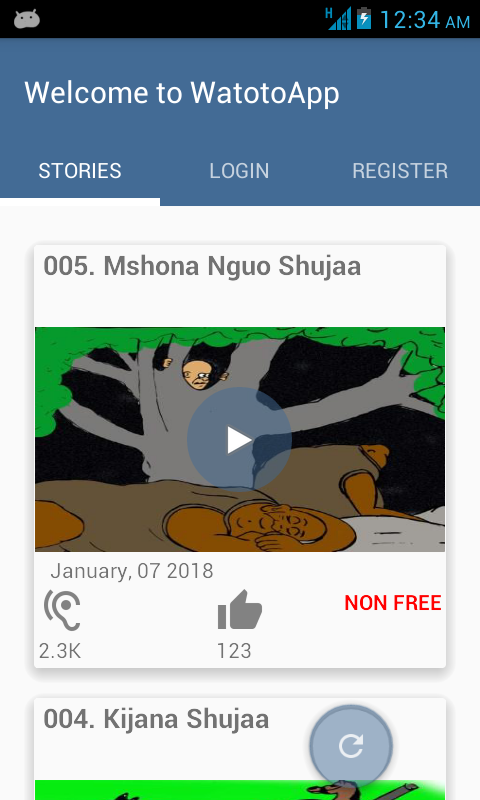 H 12:34 AM
Welcome to WatotoApp
STORIES LOGIN REGISTER
005. Mshona Nguo Shujaa
January, 07 2018
NON FREE
2.3K 123
004. Kijana Shujaa